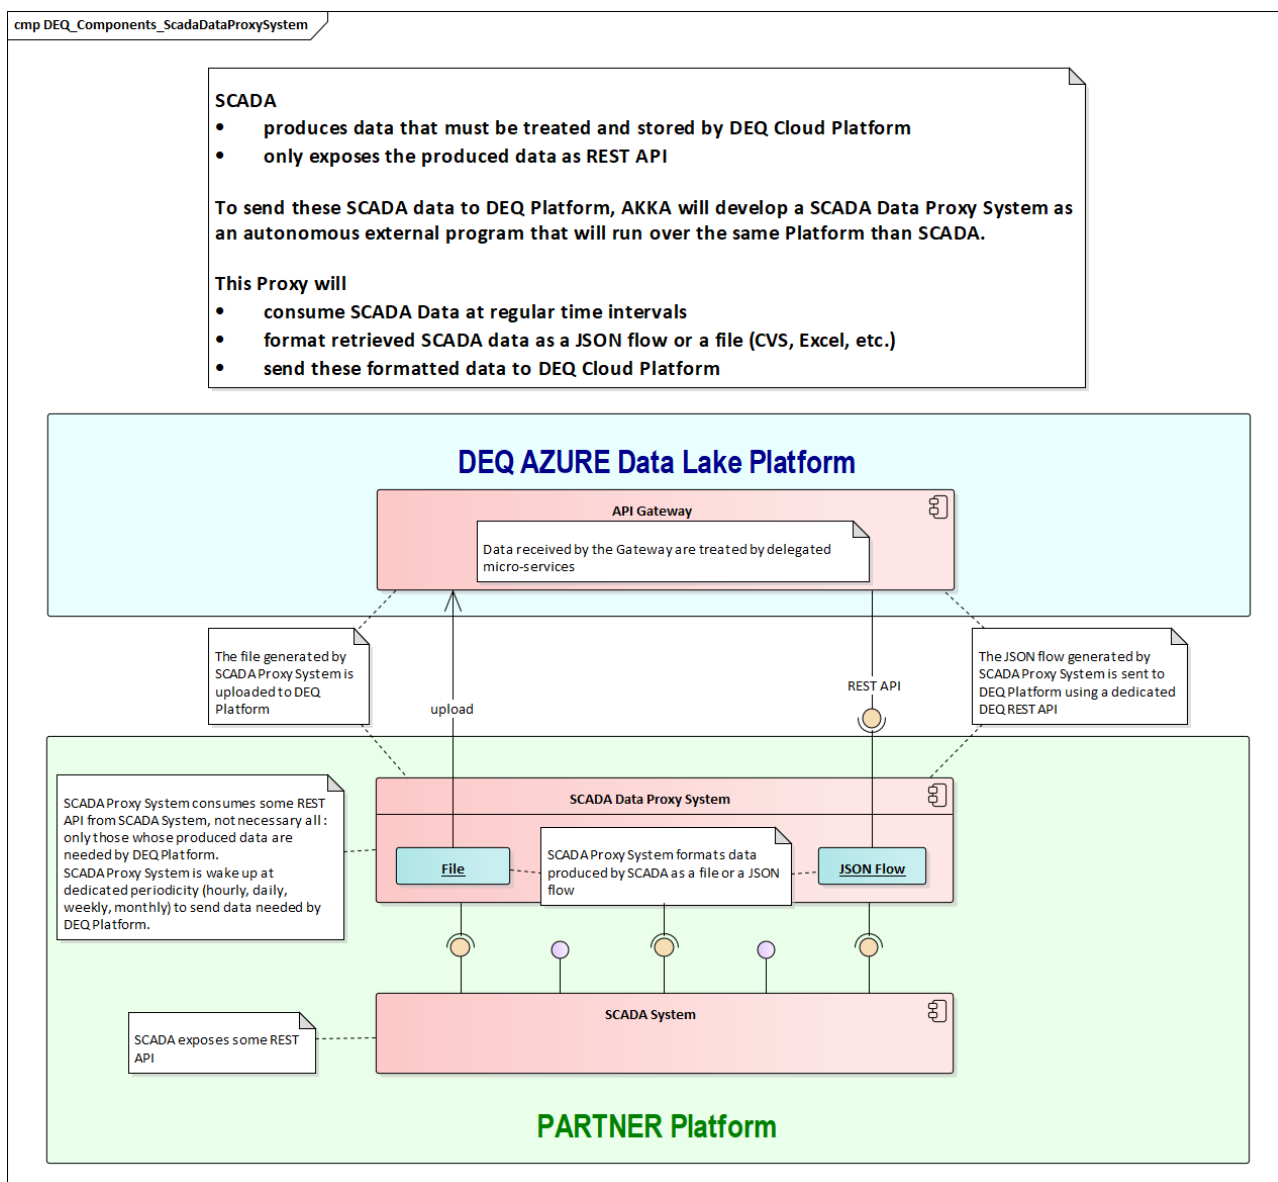 cmp DEQ_Components_ScadaDataProxySystem
SCADA
• produces data that must be treated and stored by DEQ Cloud Platform
• only exposes the produced data as REST API
To send these SCADA data to DEQ Platform, AKKA will develop a SCADA Data Proxy System as
an autonomous external program that will run over the same Platform than SCADA.
This Proxy will
• consume SCADA Data at regular time intervals
• format retrieved SCADA data as a JSON flow or a file (CVS, Excel, etc.)
• send these formatted data to DEQ Cloud Platform
DEQ AZURE Data Lake Platform
API Gateway
Data received by the Gateway are treated by delegated
micro-services
The file generated by
SCADA Proxy System is
uploaded to DEQ
Platform
upload
REST API
The JSON flow generated by
SCADA Proxy System is sent to
DEQ Platform using a dedicated
DEQ REST API
SCADA Proxy System consumes some REST
API from SCADA System, not necessary all :
only those whose produced data are
needed by DEQ Platform.
SCADA Proxy System is wake up at
dedicated periodicity (hourly, daily,
weekly, monthly) to send data needed by
DEQ Platform.
SCADA Data Proxy System
File
SCADA Proxy System formats data
produced by SCADA as a file or a JSON
flow
JSON Flow
SCADA System
SCADA exposes some REST
API
PARTNER Platform